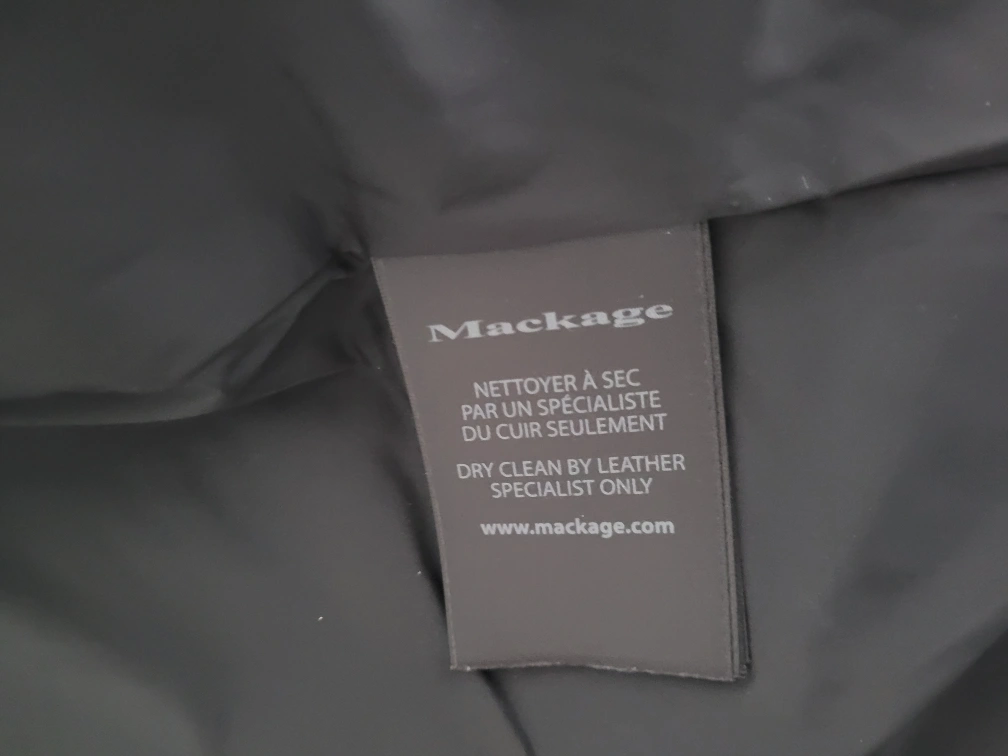 Mackage
NETTOYER À SEC
PAR UN SPÉCIALISTE
DU CUIR SEULEMENT
DRY CLEAN BY LEATHER
SPECIALIST ONLY
www.mackage.com